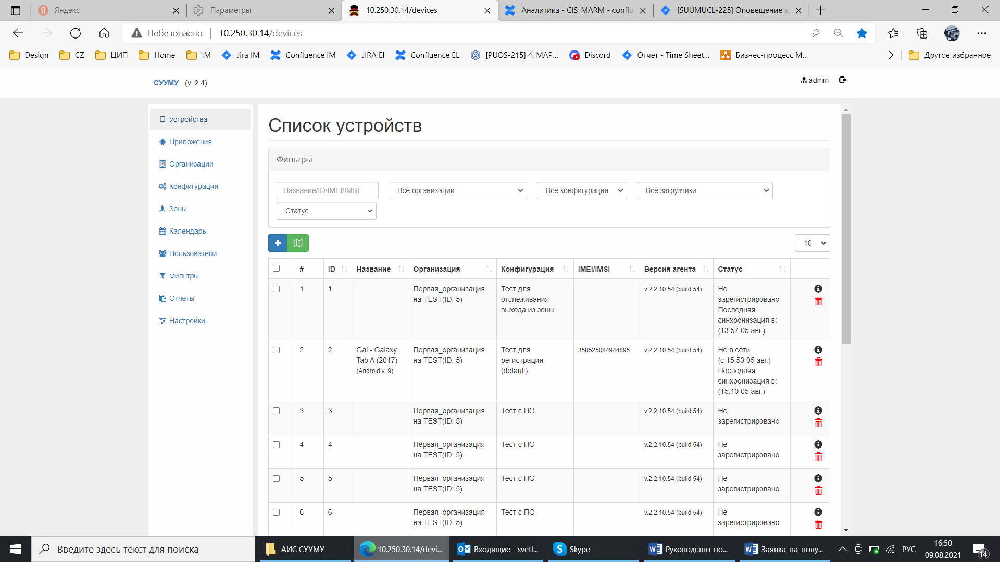 Яндекс
Параметры
10.250.30.14/devices
Аналитика - CIS_MARM - conflu
[SUUMUCL-225] Оповещение а
Небезопасно
10.250.30.14/devices
Design
CZ
ЦИП
Home
IM
Jira IM
Confluence IM
JIRA EI
Confluence EL
[PUOS-215] 4. MAP...
Discord
Отчет - Time Sheet...
Бизнес-процесс М...
Другое избранное
СУУМУ (v. 2.4)
admin
Устройства
Приложения
Организации
Конфигурации
Зоны
Календарь
Пользователи
Фильтры
Отчеты
Настройки
Список устройств
Фильтры
Название/ID/IMEI/IMSI
Все организации
Все конфигурации
Все загрузчики
Статус
10
# ID Название Организация Конфигурация IMEI/IMSI Версия агента Статус
1 1
Первая_организация
на TEST(ID: 5)
Тест для
отслеживания
выхода из зоны
v.2.2.10.54 (build 54)
Не
зарегистрировано
Последняя
синхронизация в:
(13:57 05 авг.)
2 2
Gal - Galaxy
Tab A (2017)
(Android v. 9)
Первая_организация
на TEST(ID: 5)
Тест для
регистрации
(default)
358525084944895
v.2.2.10.54 (build 54)
Не в сети
(с 15:53 05 авг.)
Последняя
синхронизация в:
(15:10 05 авг.)
3 3
Первая_организация
на TEST(ID: 5)
Тест с ПО
v.2.2.10.54 (build 54)
Не
зарегистрировано
4 4
Первая_организация
на TEST(ID: 5)
Тест с ПО
v.2.2.10.54 (build 54)
Не
зарегистрировано
5 5
Первая_организация
на TEST(ID: 5)
Тест с ПО
v.2.2.10.54 (build 54)
Не
зарегистрировано
6 6
Первая_организация
на TEST(ID: 5)
Тест с ПО
v.2.2.10.54 (build 54)
Не
зарегистрировано
Введите здесь текст для поиска
АИС СУУМУ
10.250.30.14/devi...
Входящие - svetl...
Skype
Руководство_по...
Заявка_на_полу...
РУС
16:50
09.08.2021
14